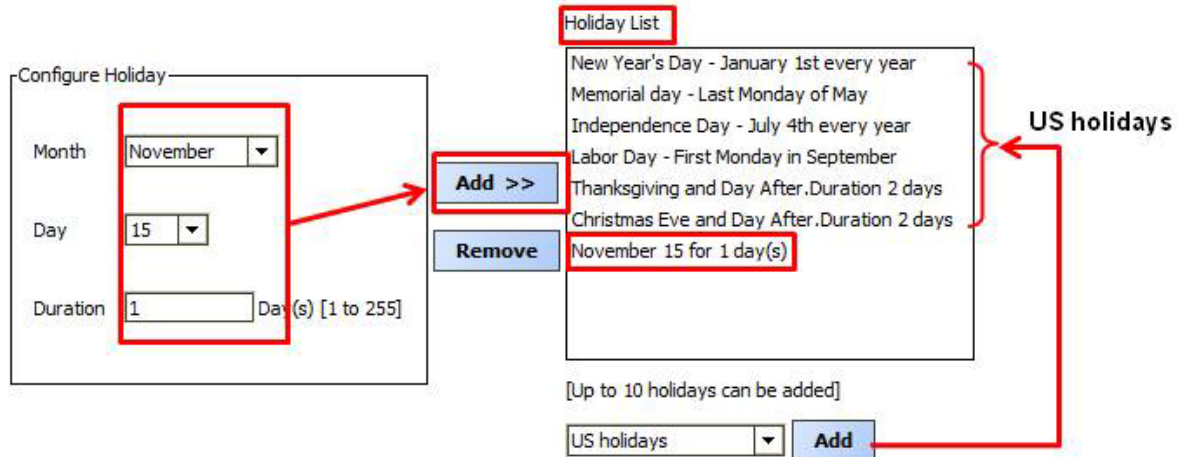 Configure Holiday
Month
November
Day
15
Duration
1
Day(s) [1 to 255]
Add >>
Remove
Holiday List
New Year's Day - January 1st every year
Memorial day - Last Monday of May
Independence Day - July 4th every year
Labor Day - First Monday in September
Thanksgiving and Day After.Duration 2 days
Christmas Eve and Day After.Duration 2 days
November 15 for 1 day(s)
US holidays
[Up to 10 holidays can be added]
US holidays
Add